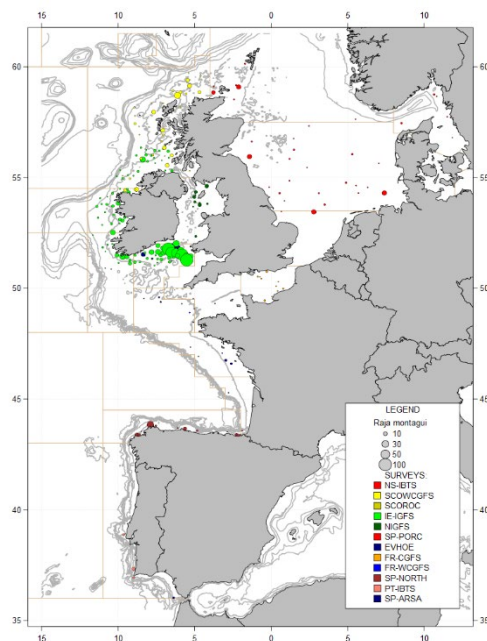 15 10 5 0 5 10
60
55
50
45
40
35
60
55
50
45
40
35
LEGEND
Raja montagui
10
30
50
100
SURVEYS:
NS-IBTS
SCOWCGFS
SCOROC
IE-IGFS
NIGFS
SP-PORC
EVHOE
FR-CGFS
FR-WCGFS
SP-NORTH
PT-IBTS
SP-ARSA
15 10 5 0 5 10